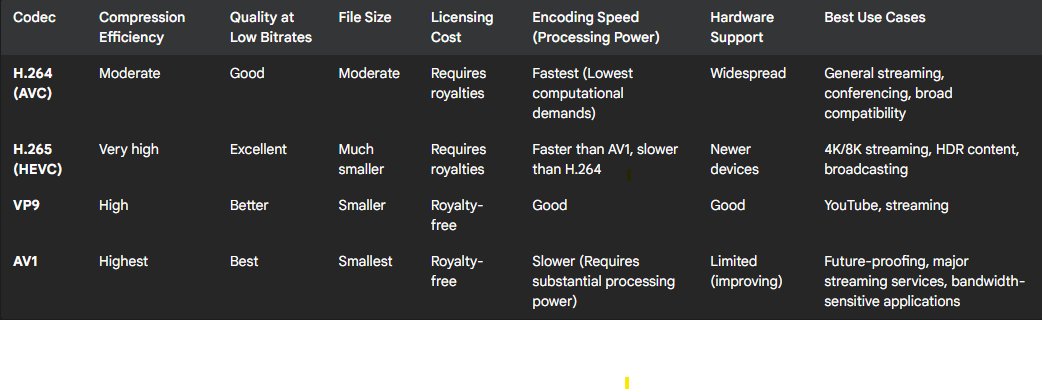 Codec Compression Efficiency Quality at Low Bitrates File Size Licensing Cost Encoding Speed (Processing Power) Hardware Support Best Use Cases
H.264 (AVC) Moderate Good Moderate Requires royalties Fastest (Lowest computational demands) Widespread General streaming, conferencing, broad compatibility
H.265 (HEVC) Very high Excellent Much smaller Requires royalties Faster than AV1, slower than H.264 Newer devices 4K/8K streaming, HDR content, broadcasting
VP9 High Better Smaller Royalty-free Good Good YouTube, streaming
AV1 Highest Best Smallest Royalty-free Slower (Requires substantial processing power) Limited (improving) Future-proofing, major streaming services, bandwidth-sensitive applications